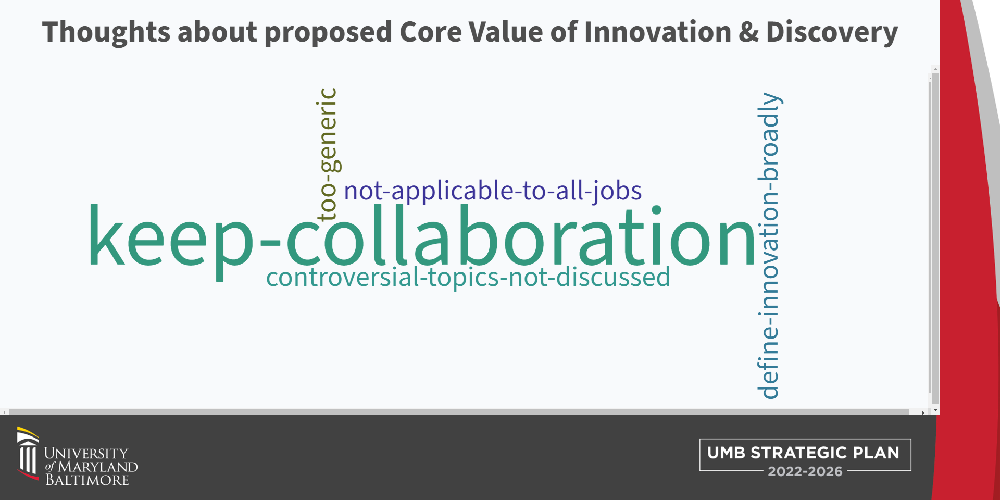 Thoughts about proposed Core Value of Innovation & Discovery
too-generic
define-innovation-broadly
not-applicable-to-all-jobs
keep-collaboration
controversial-topics-not-discussed
UNIVERSITY
of MARYLAND
BALTIMORE
UMB STRATEGIC PLAN
2022-2026